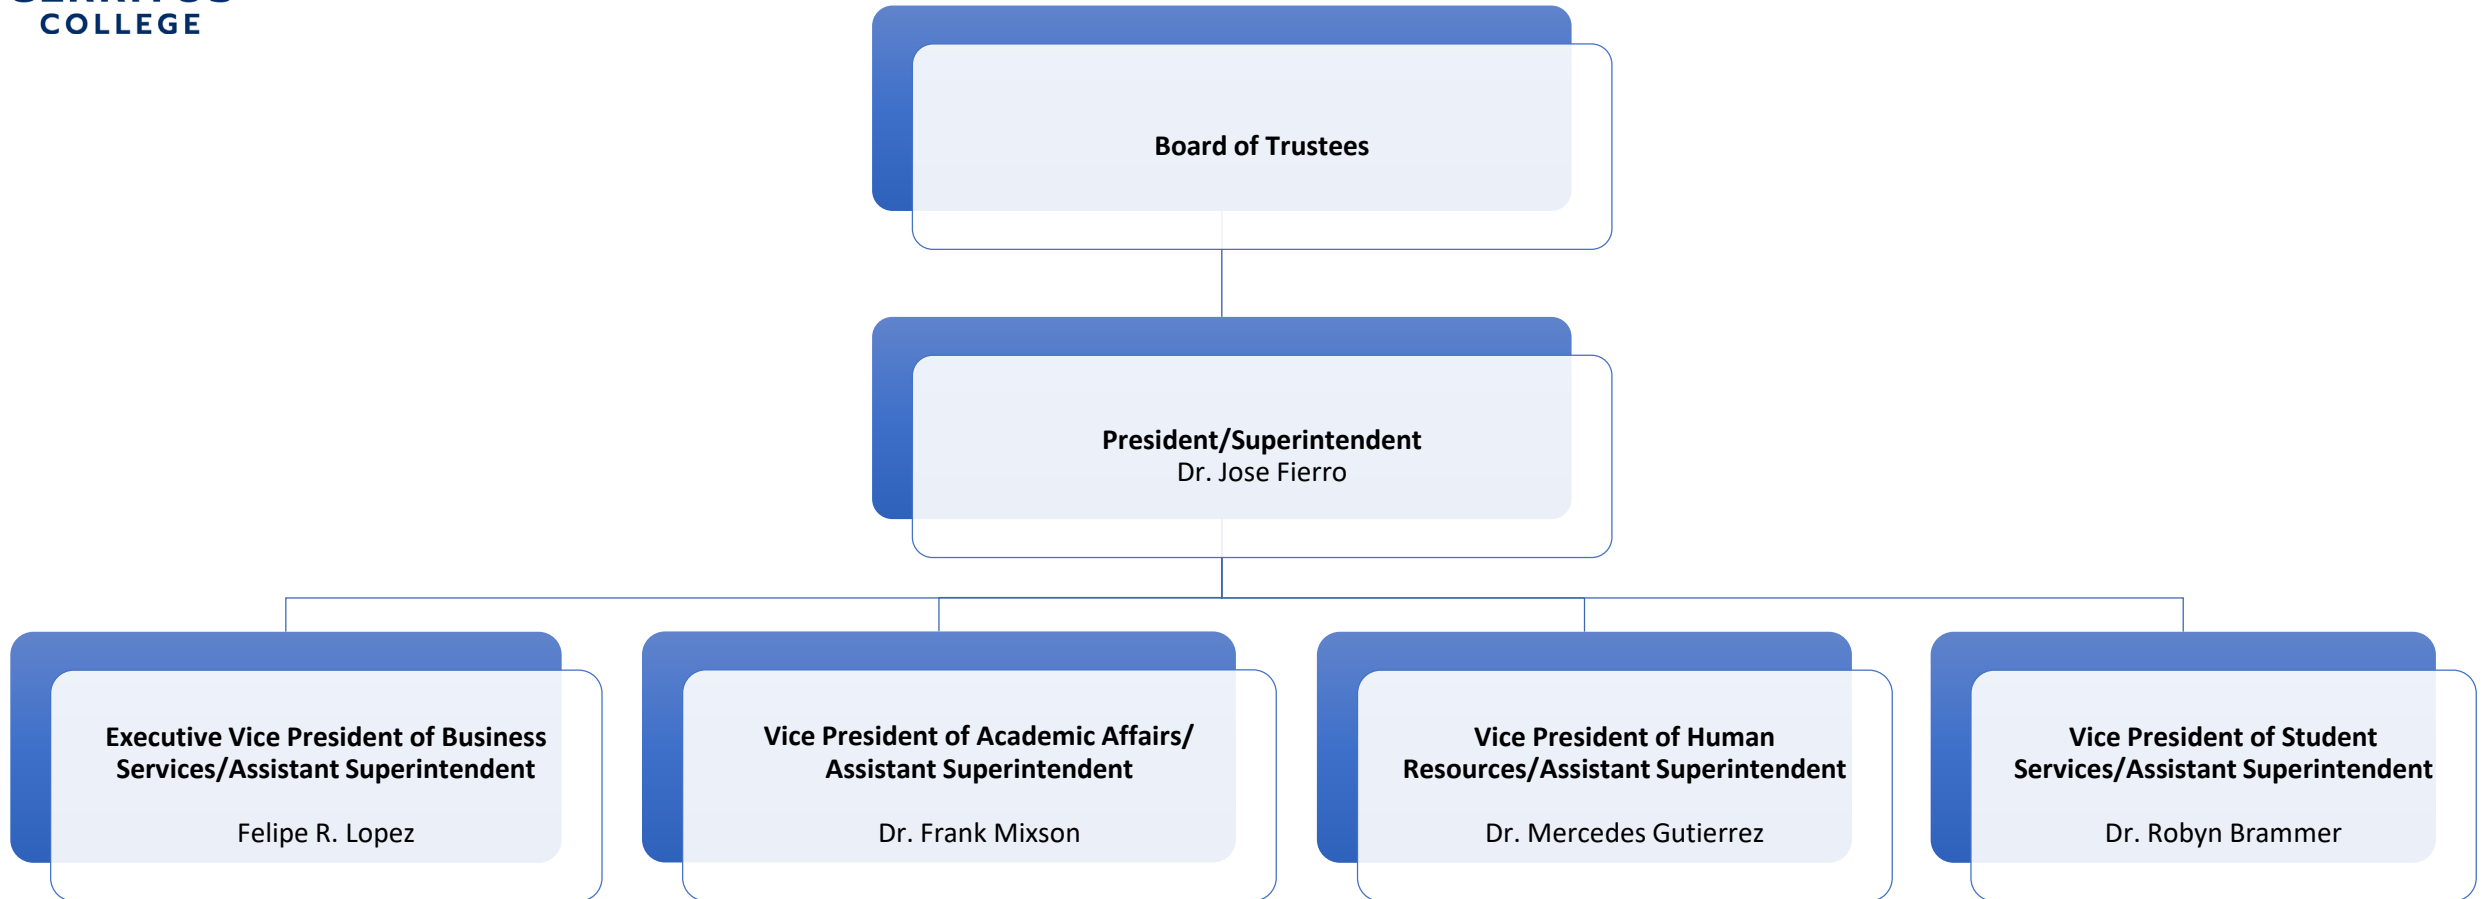 COLLEGE
Board of Trustees
President/Superintendent
Dr. Jose Fierro
Executive Vice President of Business
Services/Assistant Superintendent
Felipe R. Lopez
Vice President of Academic Affairs/
Assistant Superintendent
Dr. Frank Mixson
Vice President of Human
Resources/Assistant Superintendent
Dr. Mercedes Gutierrez
Vice President of Student
Services/Assistant Superintendent
Dr. Robyn Brammer